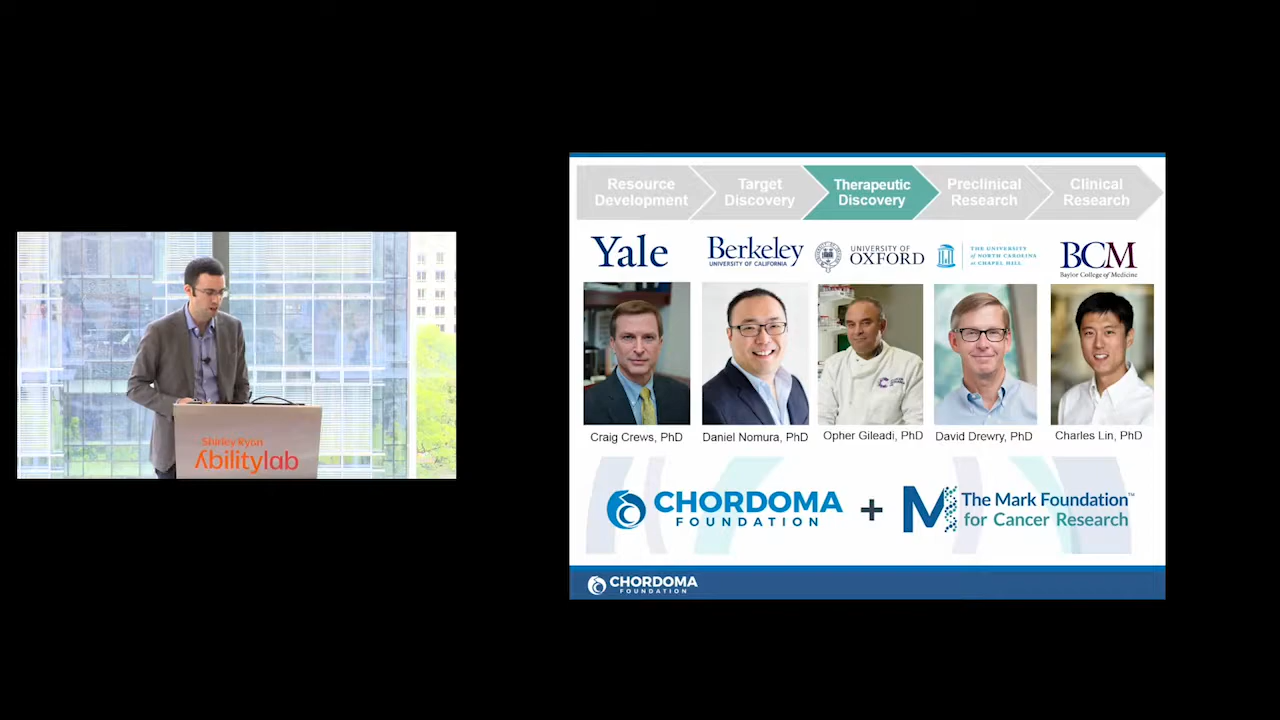 Shirley Ryan
Abilitylab
Resource
Development
Target
Discovery
Therapeutic
Discovery
Preclinical
Research
Clinical
Research
Yale
Berkeley
UNIVERSITY OF CALIFORNIA
UNIVERSITY OF
OXFORD
THE UNIVERSITY
of NORTH CAROLINA
at CHAPEL HILL
BCM
Baylor College of Medicine
Craig Crews, PhD
Daniel Nomura, PhD
Opher Gileadi, PhD
David Drewry, PhD
Charles Lin, PhD
CHORDOMA
FOUNDATION
+
The Mark Foundation™
for Cancer Research
CHORDOMA
FOUNDATION